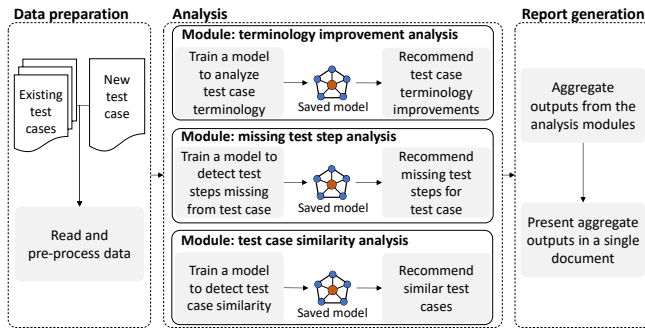 Data preparation
Existing
test
cases
New
test
case
Read and
pre-process data
Analysis
Module: terminology improvement analysis
Train a model
to analyze
test case
terminology
Saved model
Recommend
test case
terminology
improvements
Module: missing test step analysis
Train a model to
detect test
steps missing
from test case
Saved model
Recommend
missing test
steps for
test case
Module: test case similarity analysis
Train a model
to detect test
case similarity
Saved model
Recommend
similar test
cases
Report generation
Aggregate
outputs from the
analysis modules
Present aggregate
outputs in a single
document